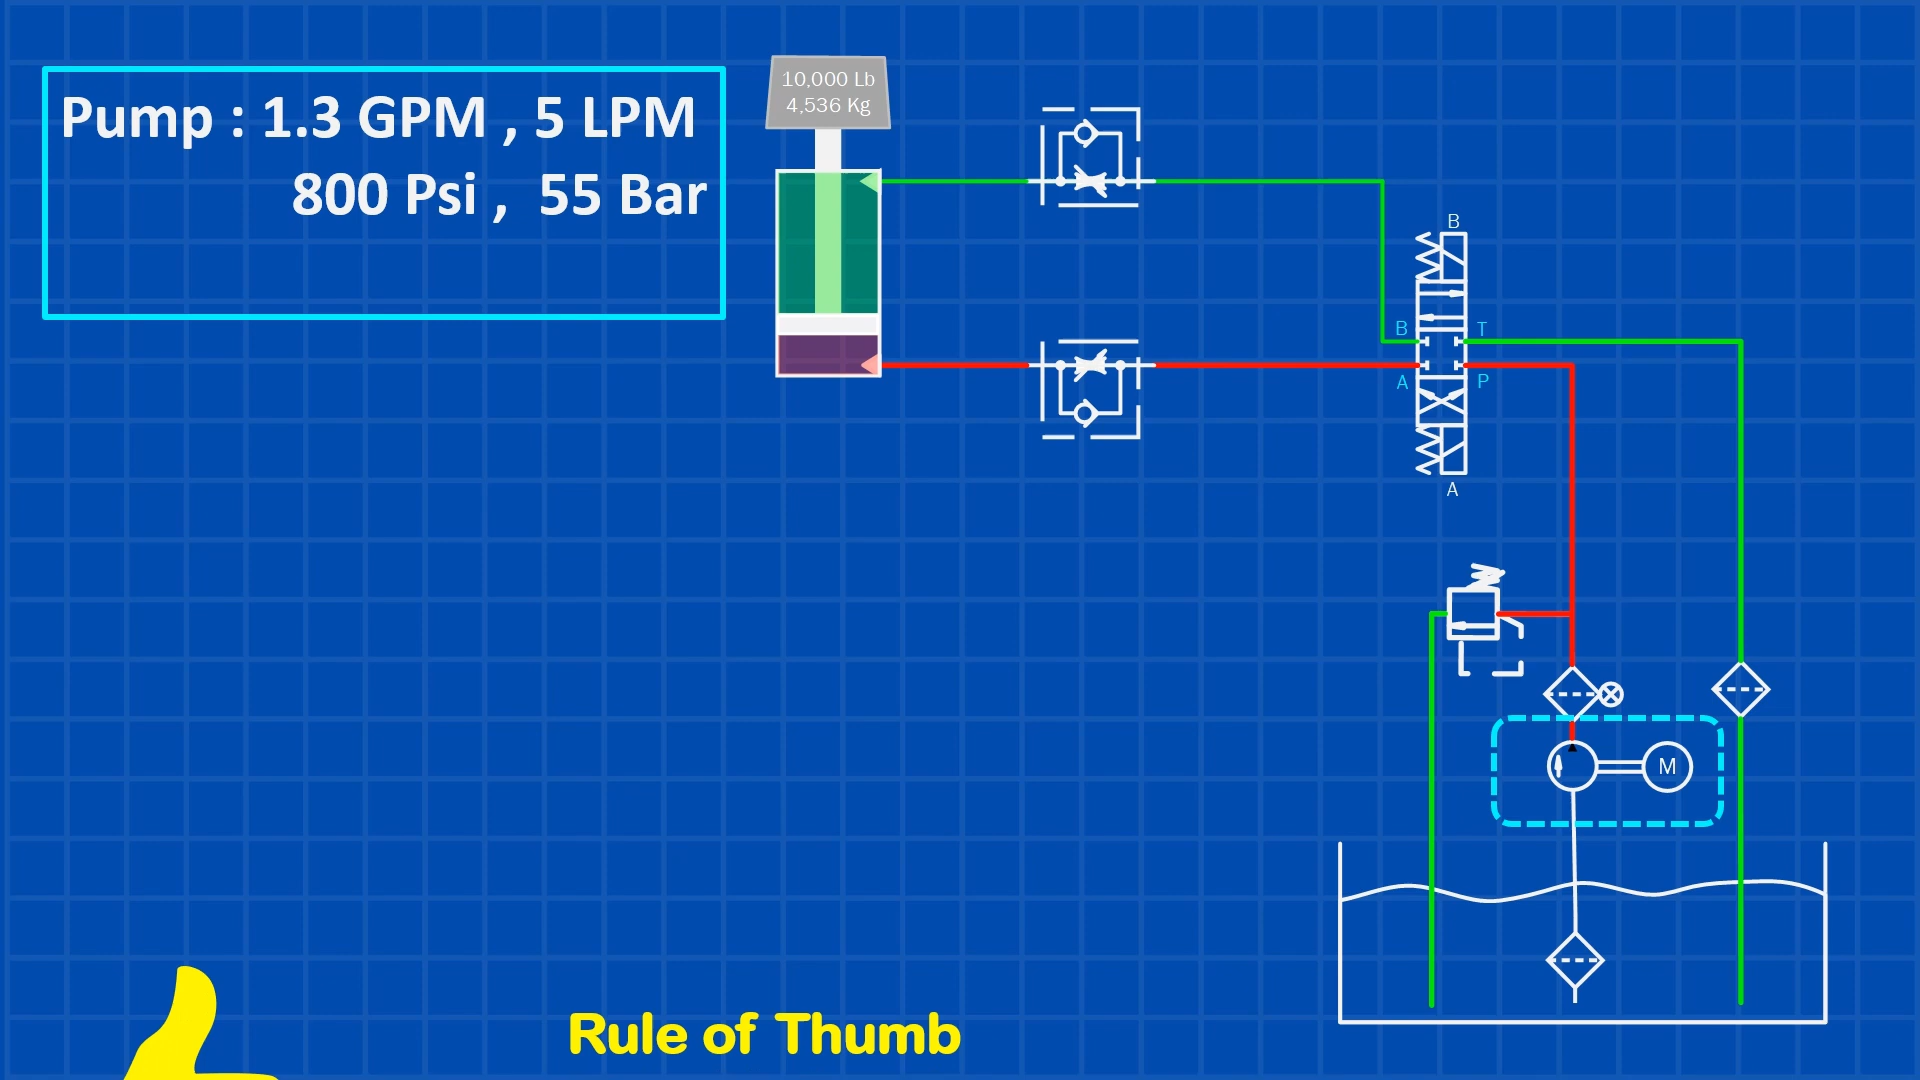 Pump : 1.3 GPM , 5 LPM
800 Psi , 55 Bar
10,000 Lb
4,536 Kg
B
B
T
A
P
A
M
Rule of Thumb